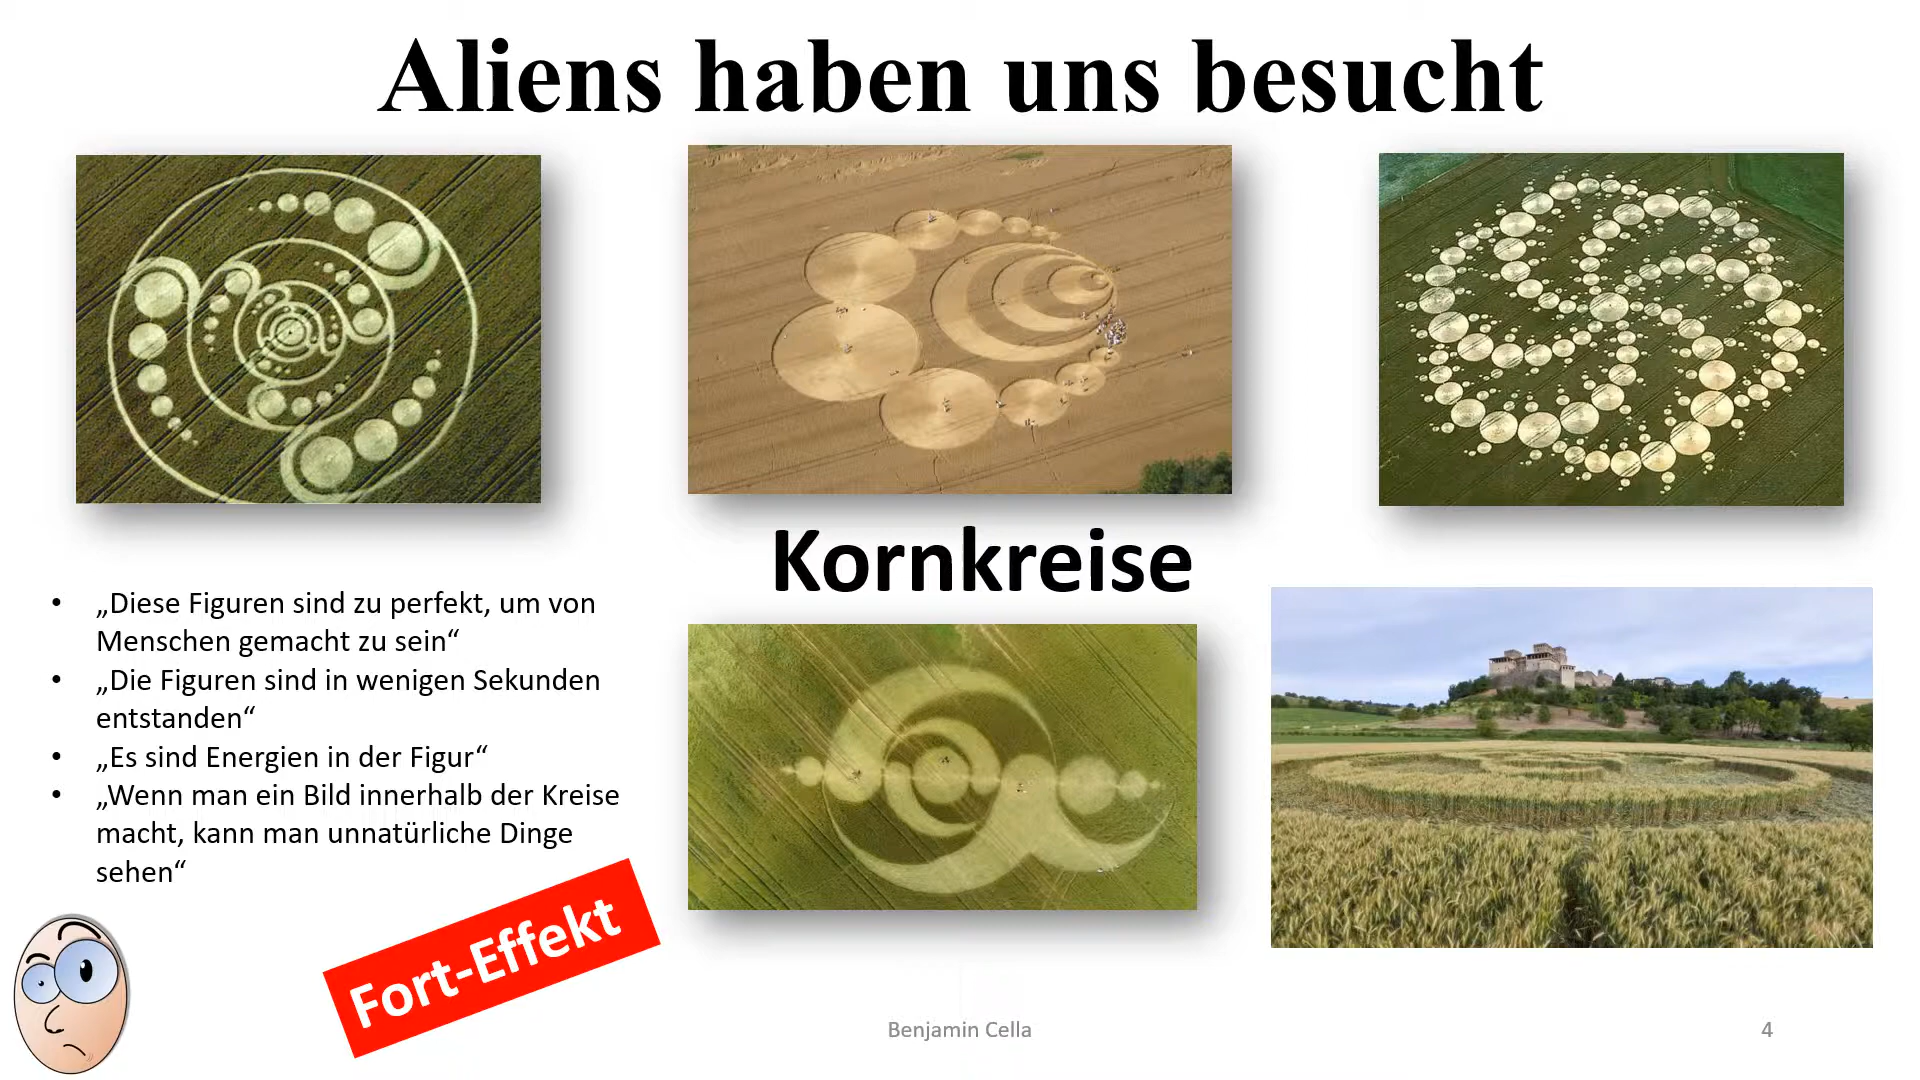 Aliens haben uns besucht
Kornkreise
• „Diese Figuren sind zu perfekt, um von
Menschen gemacht zu sein“
• „Die Figuren sind in wenigen Sekunden
entstanden“
• „Es sind Energien in der Figur“
• „Wenn man ein Bild innerhalb der Kreise
macht, kann man unnatürliche Dinge
sehen“
Fort-Effekt
Benjamin Cella
4